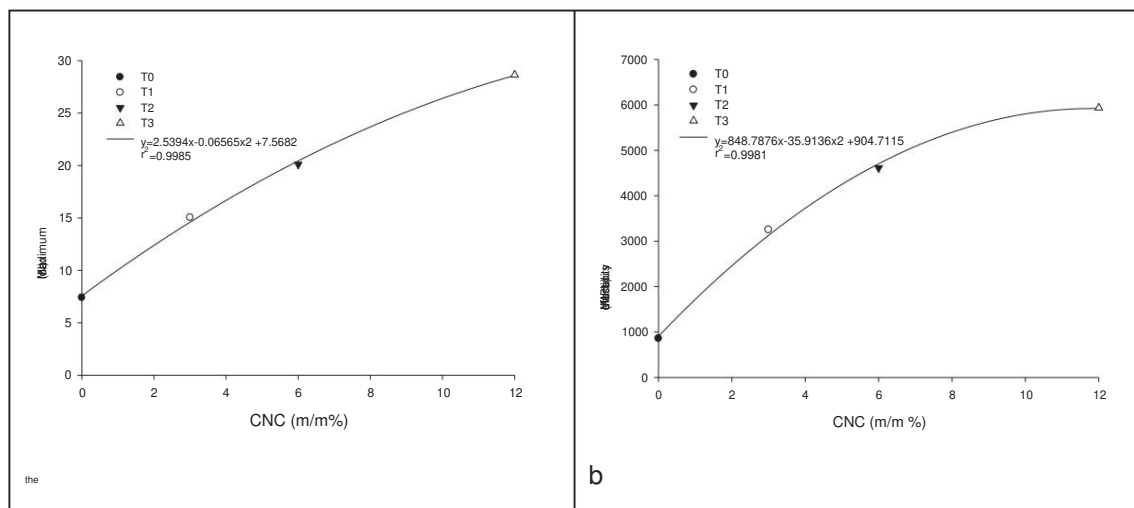 30
25
20
15
10
5
0
T0
T1
T2
T3
y=2.5394x-0.06565x2 +7.5682
r2=0.9985
0 2 4 6 8 10 12
CNC (m/m%)
the
7000
6000
5000
4000
3000
2000
1000
0
T0
T1
T2
T3
y=848.7876x-35.9136x2 +904.7115
r2=0.9981
0 2 4 6 8 10 12
CNC (m/m %)
b